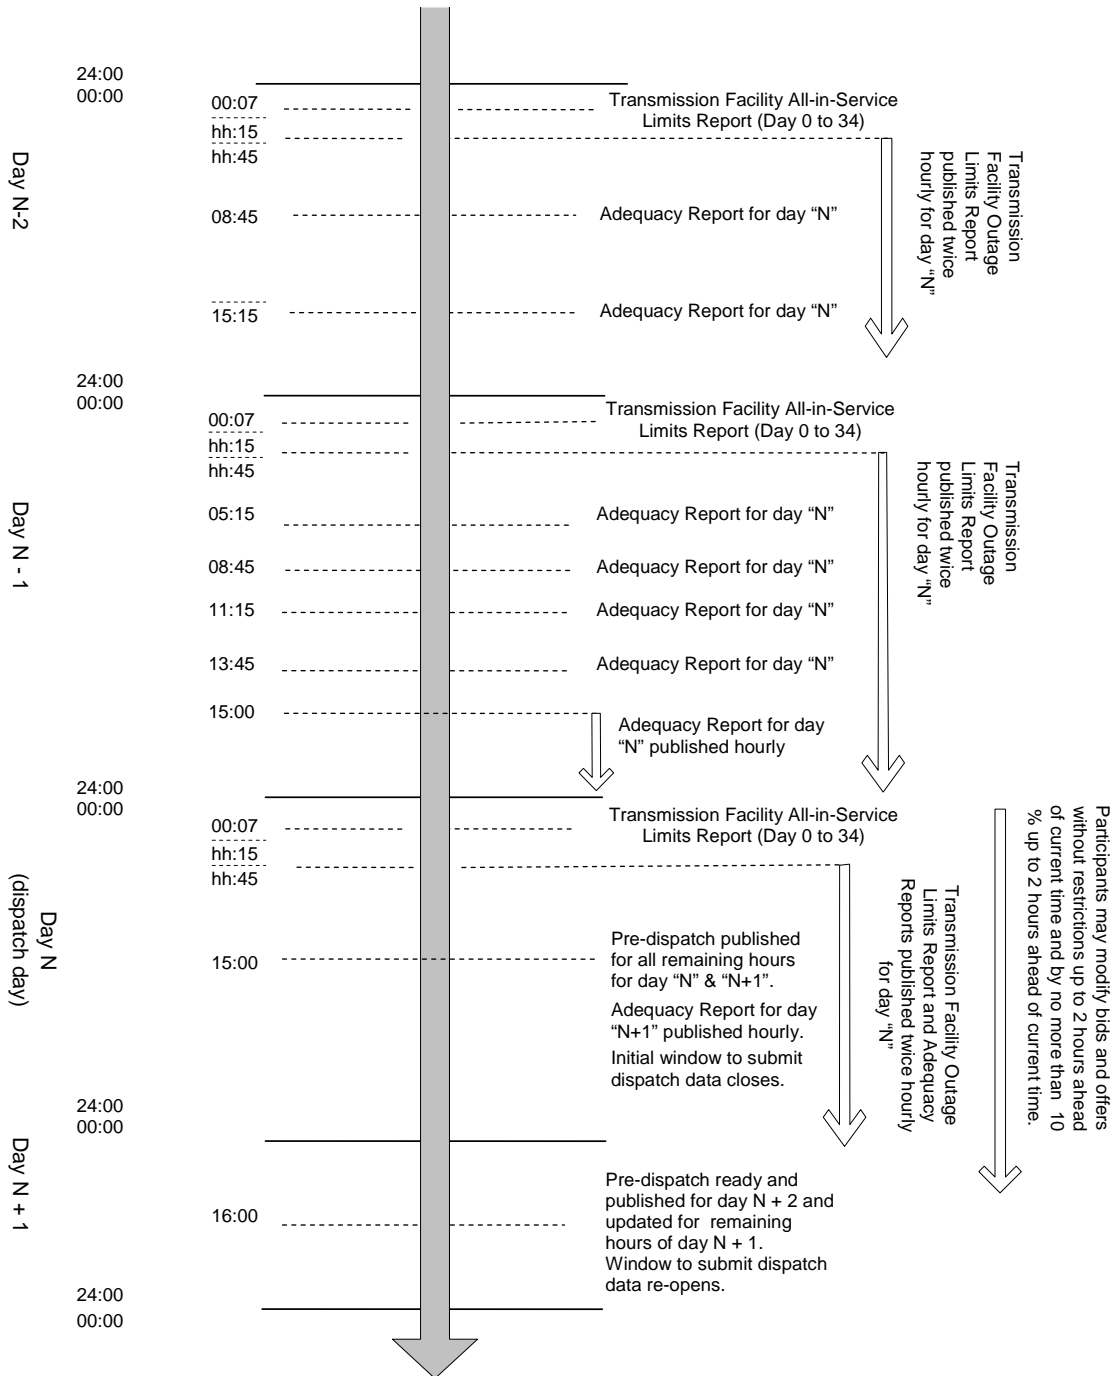 24:00
00:00
Day N-2
00:07
Transmission Facility All-in-Service
Limits Report (Day 0 to 34)
hh:15
hh:45
Transmission
Facility Outage
Limits Report
published twice
hourly for day “N”
08:45
Adequacy Report for day “N”
15:15
Adequacy Report for day “N”
24:00
00:00
Day N - 1
00:07
Transmission Facility All-in-Service
Limits Report (Day 0 to 34)
hh:15
hh:45
Transmission
Facility Outage
Limits Report
published twice
hourly for day “N”
05:15
Adequacy Report for day “N”
08:45
Adequacy Report for day “N”
11:15
Adequacy Report for day “N”
13:45
Adequacy Report for day “N”
15:00
Adequacy Report for day
“N” published hourly
24:00
00:00
Day N
(dispatch day)
00:07
Transmission Facility All-in-Service
Limits Report (Day 0 to 34)
hh:15
hh:45
Transmission Facility Outage
Limits Report and Adequacy
Reports published twice hourly
for day “N”
Participants may modify bids and offers
without restrictions up to 2 hours ahead
of current time and by no more than 10
% up to 2 hours ahead of current time.
15:00
Pre-dispatch published
for all remaining hours
for day “N” & “N+1”.
Adequacy Report for day
“N+1” published hourly.
Initial window to submit
dispatch data closes.
24:00
00:00
Day N + 1
16:00
Pre-dispatch ready and
published for day N + 2 and
updated for remaining
hours of day N + 1.
Window to submit dispatch
data re-opens.
24:00
00:00